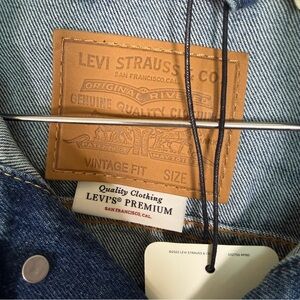 LEVI STRAUSS & CO
SAN FRANCISCO, CAL
ORIGINAL RIVETED
GENUINE QUALITY CLOTHING
VINTAGE FIT SIZE
Quality Clothing
LEVI'S® PREMIUM
SAN FRANCISCO, CAL.